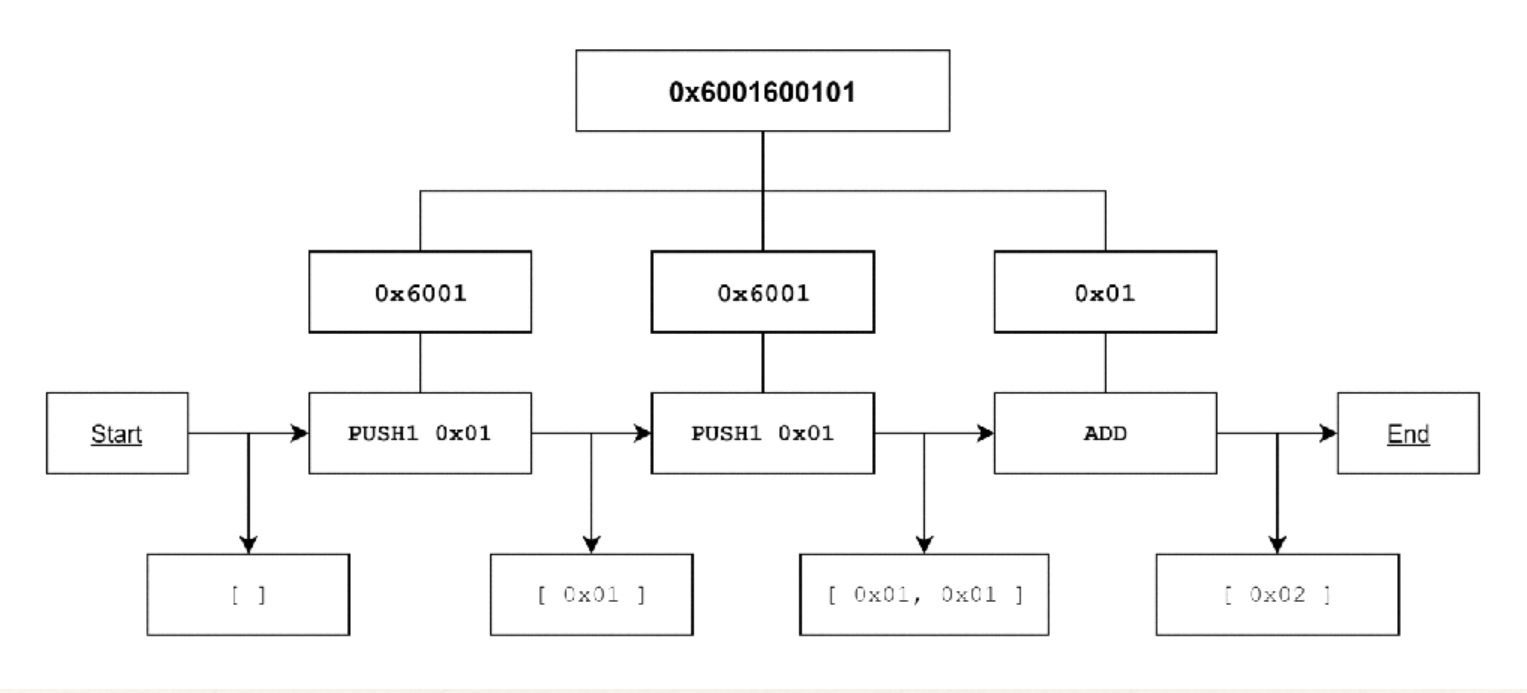 0x6001600101
0x6001
0x6001
0x01
Start
PUSH1 0x01
PUSH1 0x01
ADD
End
[ ]
[ 0x01 ]
[ 0x01, 0x01 ]
[ 0x02 ]